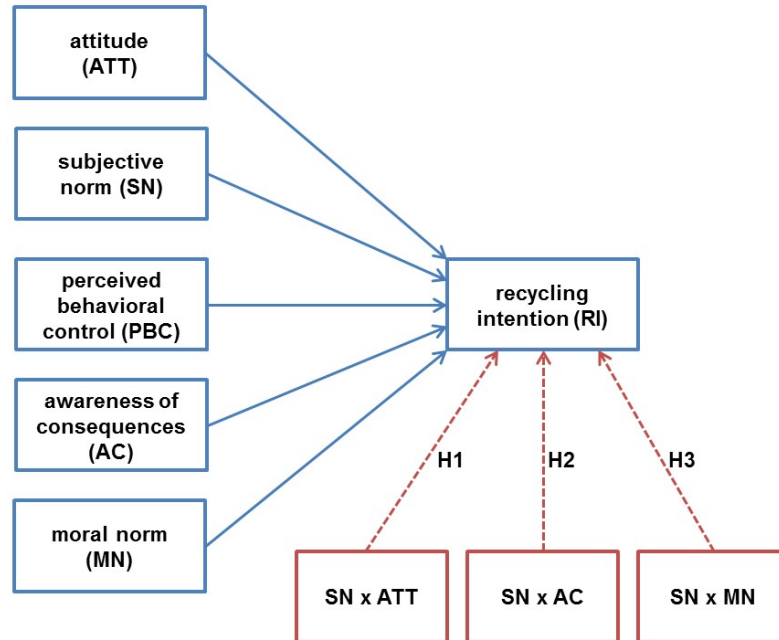 attitude
(ATT)
subjective
norm (SN)
perceived
behavioral
control (PBC)
awareness of
consequences
(AC)
moral norm
(MN)
recycling
intention (RI)
H1
H2
H3
SN x ATT
SN x AC
SN x MN